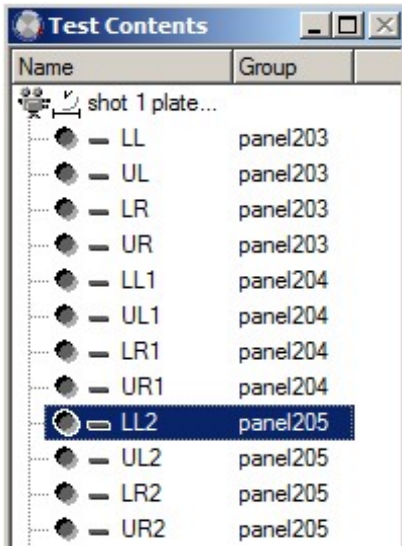 Test Contents
Name Group
shot 1 plate...
LL panel203
UL panel203
LR panel203
UR panel203
LL1 panel204
UL1 panel204
LR1 panel204
UR1 panel204
LL2 panel205
UL2 panel205
LR2 panel205
UR2 panel205